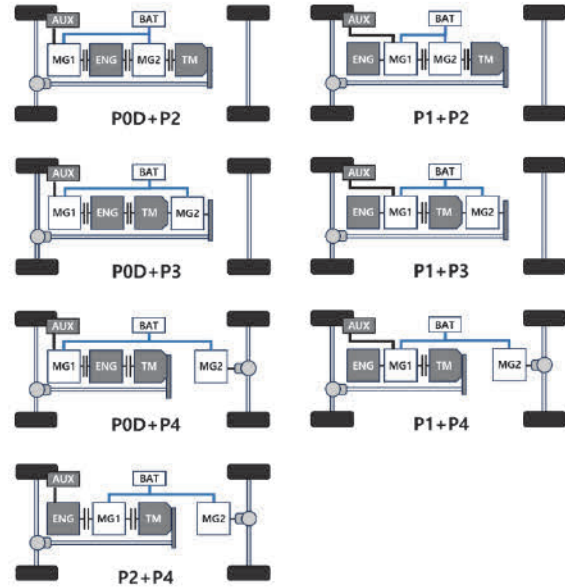 AUX BAT
MG1 ENG MG2 TM
P0D+P2
AUX BAT
ENG MG1 MG2 TM
P1+P2
AUX BAT
MG1 ENG TM MG2
P0D+P3
AUX BAT
ENG MG1 TM MG2
P1+P3
AUX BAT
MG1 ENG TM MG2
P0D+P4
AUX BAT
ENG MG1 TM MG2
P1+P4
AUX BAT
ENG MG1 TM MG2
P2+P4